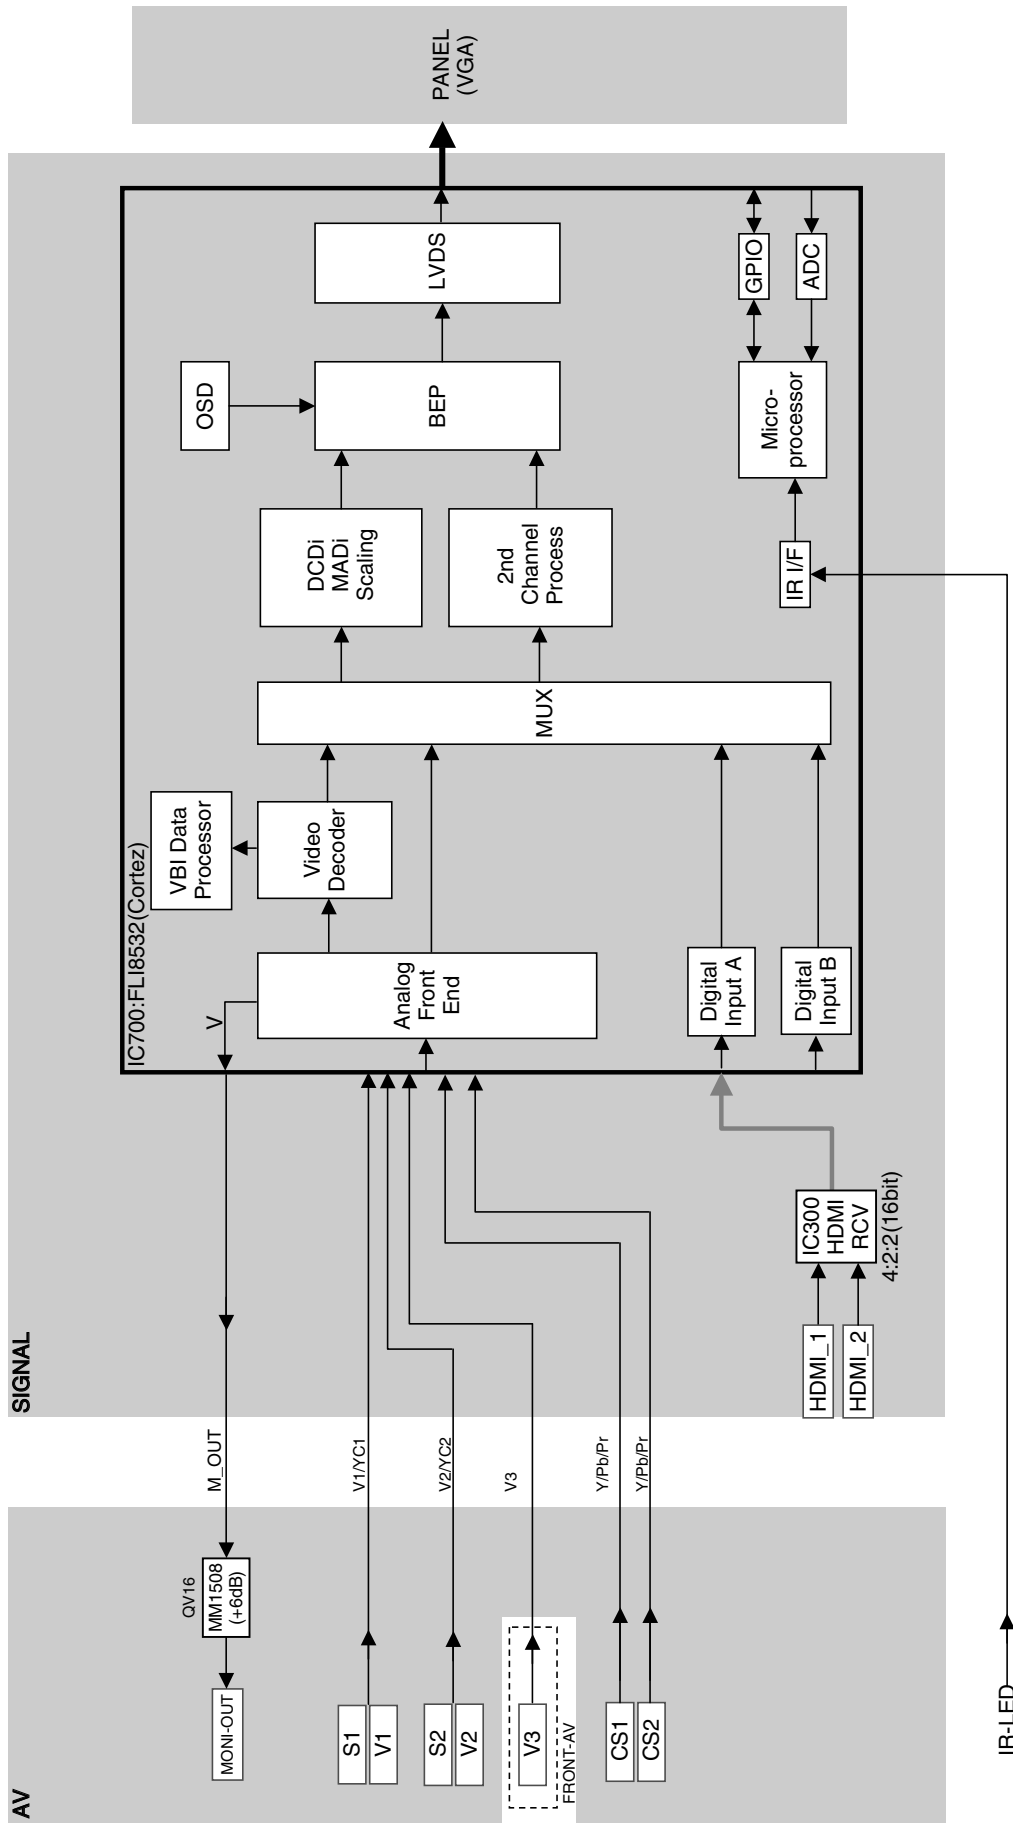 AV
SIGNAL
PANEL
(VGA)
IC700:FLI8532(Cortez)
MONI-OUT
QV16
MM1508
(+6dB)
M_OUT
V
VBI Data
Processor
OSD
S1
V1
V1/YC1
S2
V2
V2/YC2
V3
FRONT-AV
V3
CS1
CS2
Y/Pb/Pr
Y/Pb/Pr
Analog
Front
End
Video
Decoder
MUX
DCDi
MADi
Scaling
2nd
Channel
Process
BEP
LVDS
HDMI_1
HDMI_2
IC300
HDMI
RCV
4:2:2(16bit)
Digital
Input A
Digital
Input B
IR I/F
Micro-
processor
GPIO
ADC
IR-LED